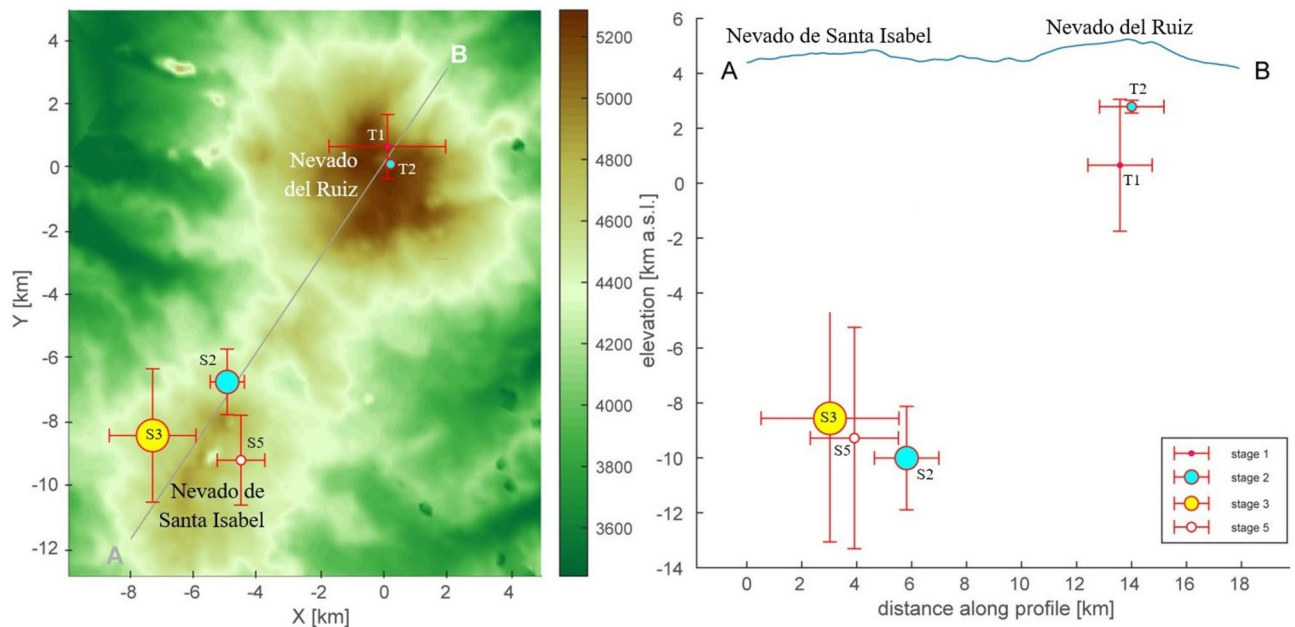 4
2
0
-2
-4
-6
-8
-10
-12
Y [km]
-8
-6
-4
-2
0
2
4
X [km]
B
T1
T2
Nevado
del Ruiz
S2
S3
S5
Nevado de
Santa Isabel
A
5200
5000
4800
4600
4400
4200
4000
3800
3600
elevation [km a.s.l.]
6
4
2
0
-2
-4
-6
-8
-10
-12
-14
Nevado de Santa Isabel
Nevado del Ruiz
A
B
T2
T1
S3
S5
S2
stage 1
stage 2
stage 3
stage 5
0
2
4
6
8
10
12
14
16
18
distance along profile [km]